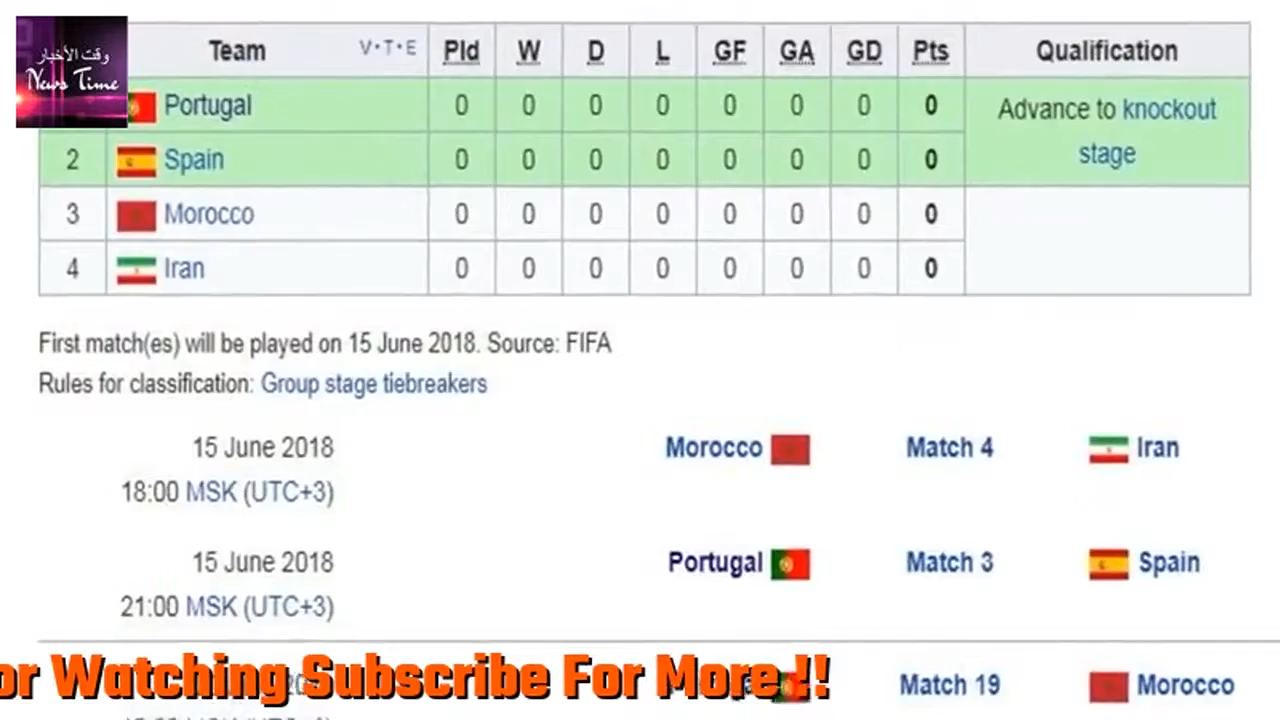 وقت الأخبار
News Time
Team V·T·E Pld W D L GF GA GD Pts Qualification
Portugal 0 0 0 0 0 0 0 0 Advance to knockout stage
2 Spain 0 0 0 0 0 0 0 0
3 Morocco 0 0 0 0 0 0 0 0
4 Iran 0 0 0 0 0 0 0 0
First match(es) will be played on 15 June 2018. Source: FIFA
Rules for classification: Group stage tiebreakers
15 June 2018 Morocco Match 4 Iran
18:00 MSK (UTC+3)
15 June 2018 Portugal Match 3 Spain
21:00 MSK (UTC+3)
or Watching Subscribe For More !!
Match 19 Morocco